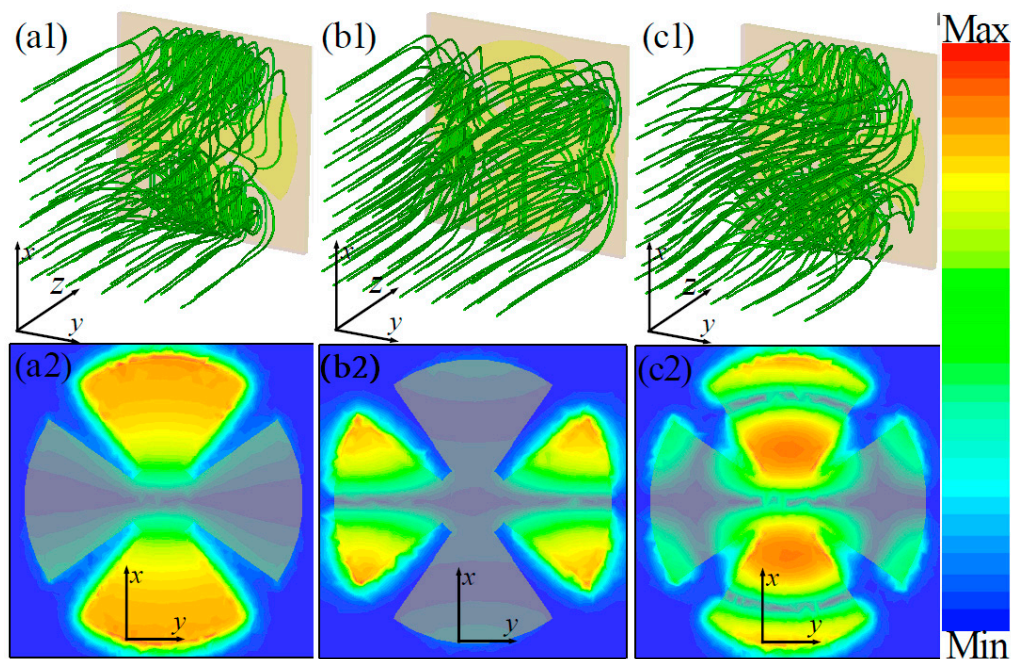 (a1)
(b1)
(c1)
Max
x
z
y
x
z
y
x
z
y
(a2)
(b2)
(c2)
x
y
x
y
x
y
Min